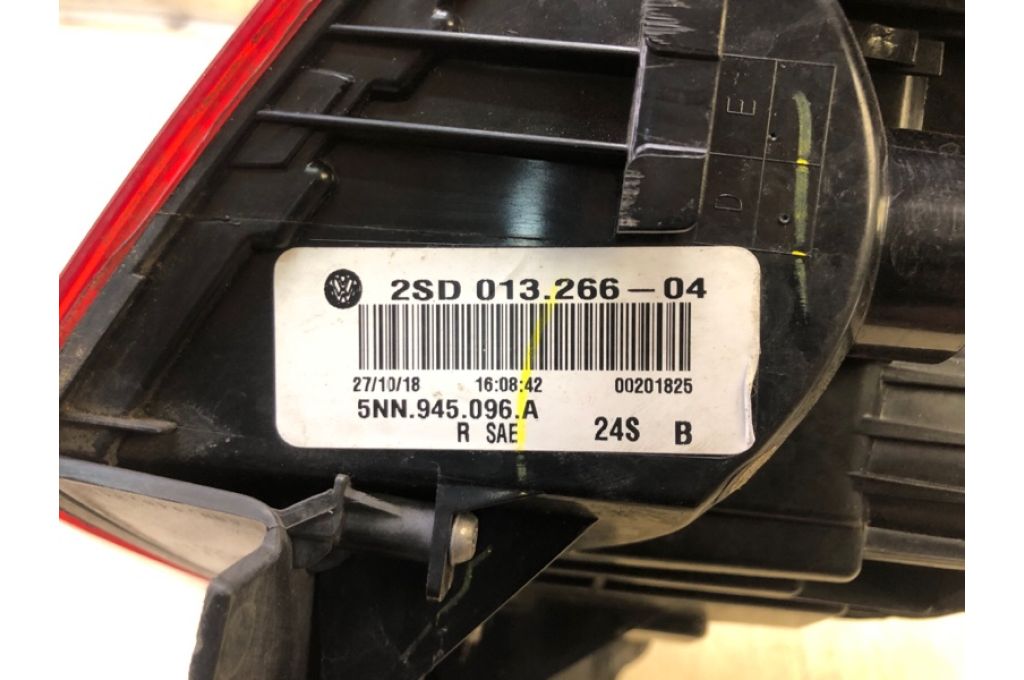 E
D
2SD 013.266-04
27/10/18 16:08:42 00201825
5NN.945.096.A
R SAE 24S B